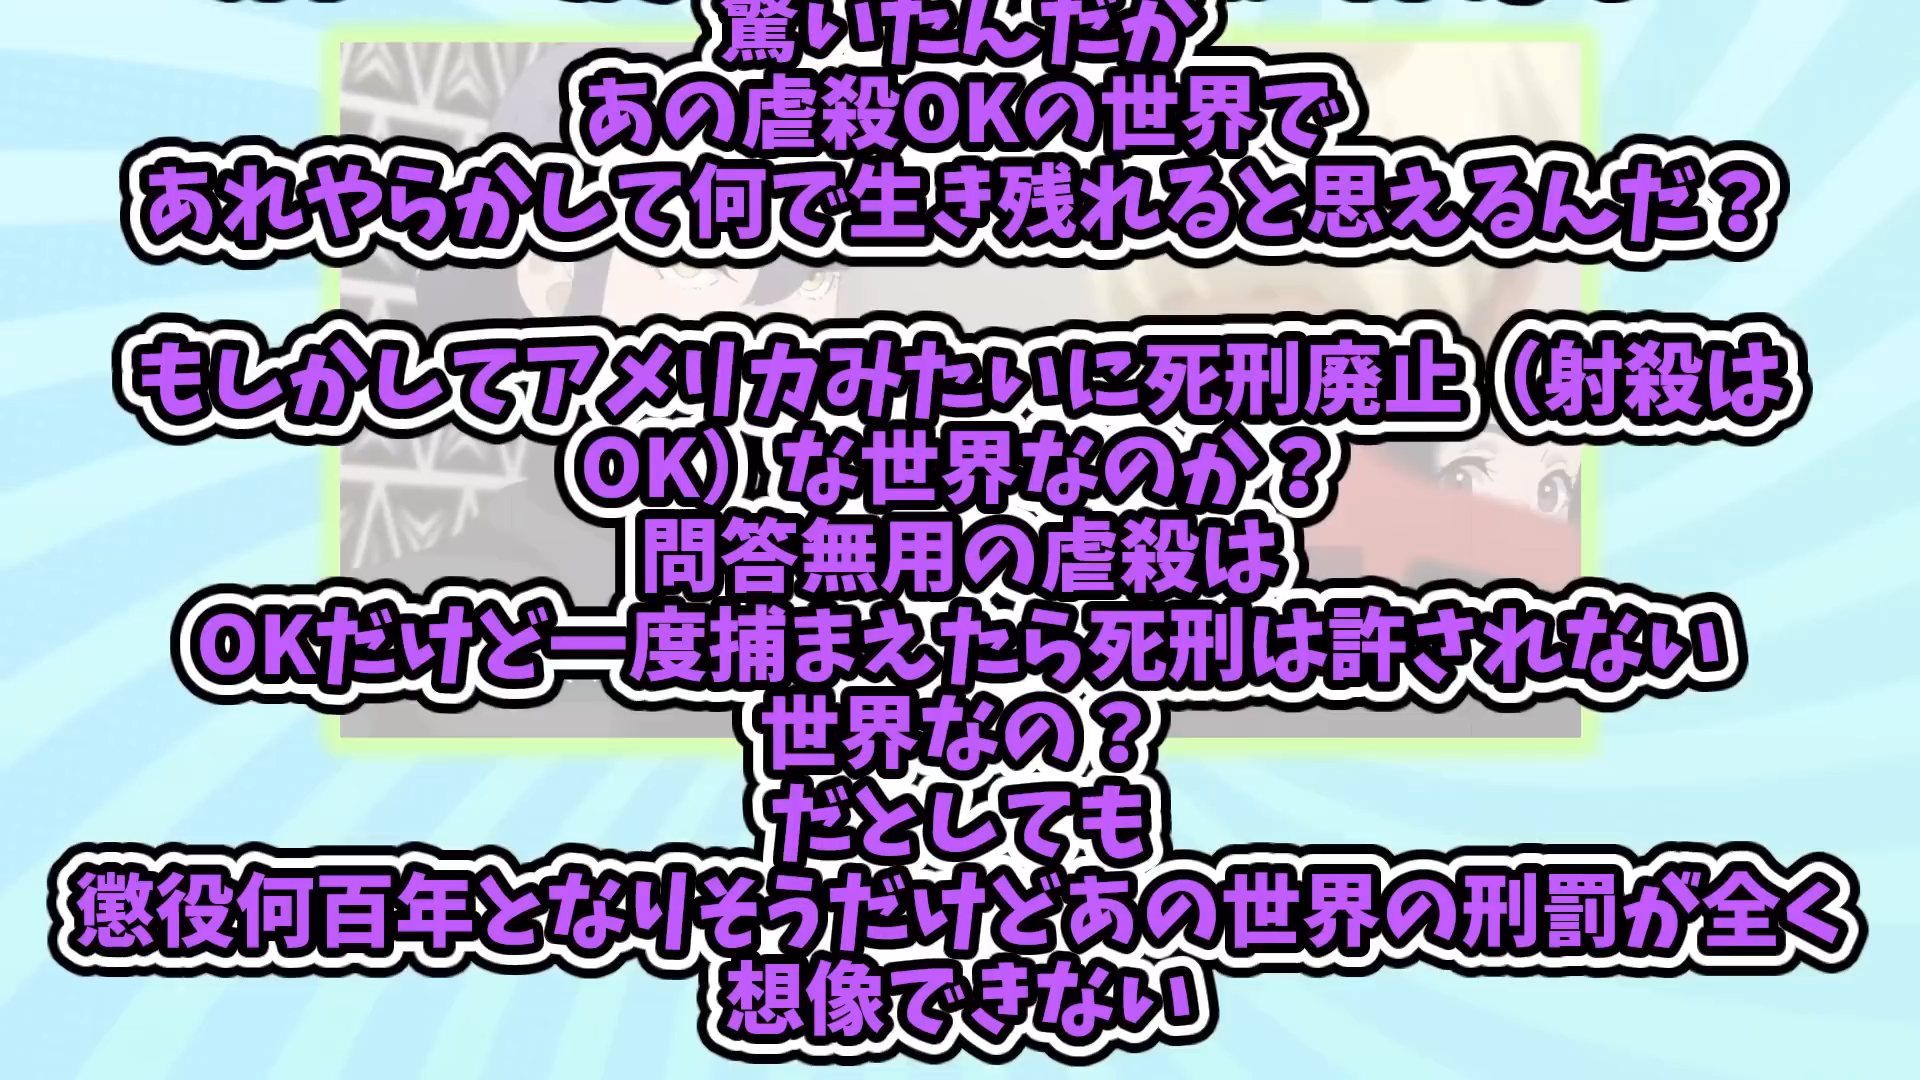 驚いたんだが
あの虐殺OKの世界で
あれやらかして何で生き残れると思えるんだ？
もしかしてアメリカみたいに死刑廃止（射殺は
OK）な世界なのか？
問答無用の虐殺は
OKだけど一度捕まえたら死刑は許されない
世界なの？
だとしても
懲役何百年となりそうだけどあの世界の刑罰が全く
想像できない